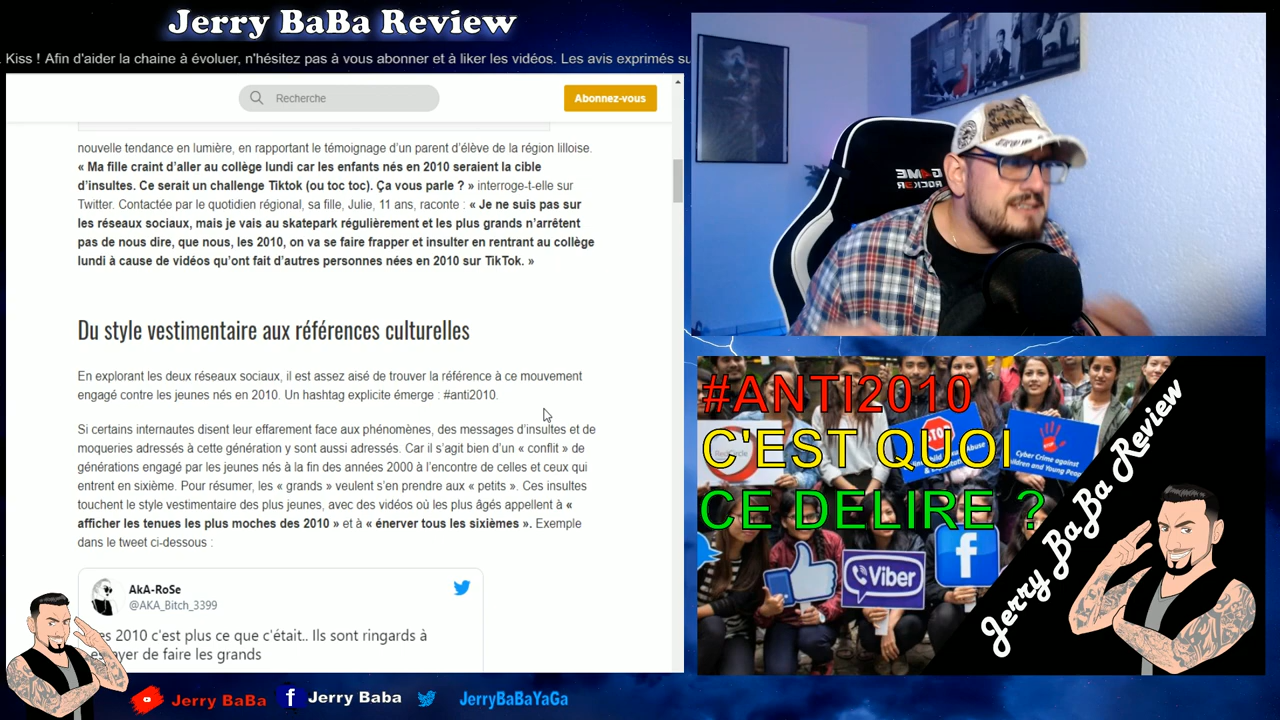 Jerry BaBa Review
Kiss ! Afin d'aider la chaine à évoluer, n'hésitez pas à vous abonner et à liker les vidéos. Les avis exprimés su
Recherche
Abonnez-vous
nouvelle tendance en lumière, en rapportant le témoignage d'un parent d'élève de la région lilloise.
« Ma fille craint d'aller au collège lundi car les enfants nés en 2010 seraient la cible
d'insultes. Ce serait un challenge Tiktok (ou toc toc). Ça vous parle ? » interroge-t-elle sur
Twitter. Contactée par le quotidien régional, sa fille, Julie, 11 ans, raconte : « Je ne suis pas sur
les réseaux sociaux, mais je vais au skatepark régulièrement et les plus grands n'arrêtent
pas de nous dire, que nous, les 2010, on va se faire frapper et insulter en rentrant au collège
lundi à cause de vidéos qu'ont fait d'autres personnes nées en 2010 sur TikTok. »
Du style vestimentaire aux références culturelles
En explorant les deux réseaux sociaux, il est assez aisé de trouver la référence à ce mouvement
engagé contre les jeunes nés en 2010. Un hashtag explicite émerge : #anti2010.
Si certains internautes disent leur effarement face aux phénomènes, des messages d'insultes et de
moqueries adressés à cette génération y sont aussi adressés. Car il s'agit bien d'un « conflit » de
générations engagé par les jeunes nés à la fin des années 2000 à l'encontre de celles et ceux qui
entrent en sixième. Pour résumer, les « grands » veulent s'en prendre aux « petits ». Ces insultes
touchent le style vestimentaire des plus jeunes, avec des vidéos où les plus âgés appellent à «
afficher les tenues les plus moches des 2010 » et à « énerver tous les sixièmes ». Exemple
dans le tweet ci-dessous :
AkA-RoSe
@AKA_Bitch_3399
es 2010 c'est plus ce que c'était.. Ils sont ringards à
ayer de faire les grands
Jerry BaBa
Jerry Baba
JerryBaBaYaGa
GAME
ROCKER
#ANTI2010
C'EST QUOI
CE DELIRE ?
STOP
Abuse
Cyber Crime against
Children and Young Peop
Viber
Jerry BaBa Review